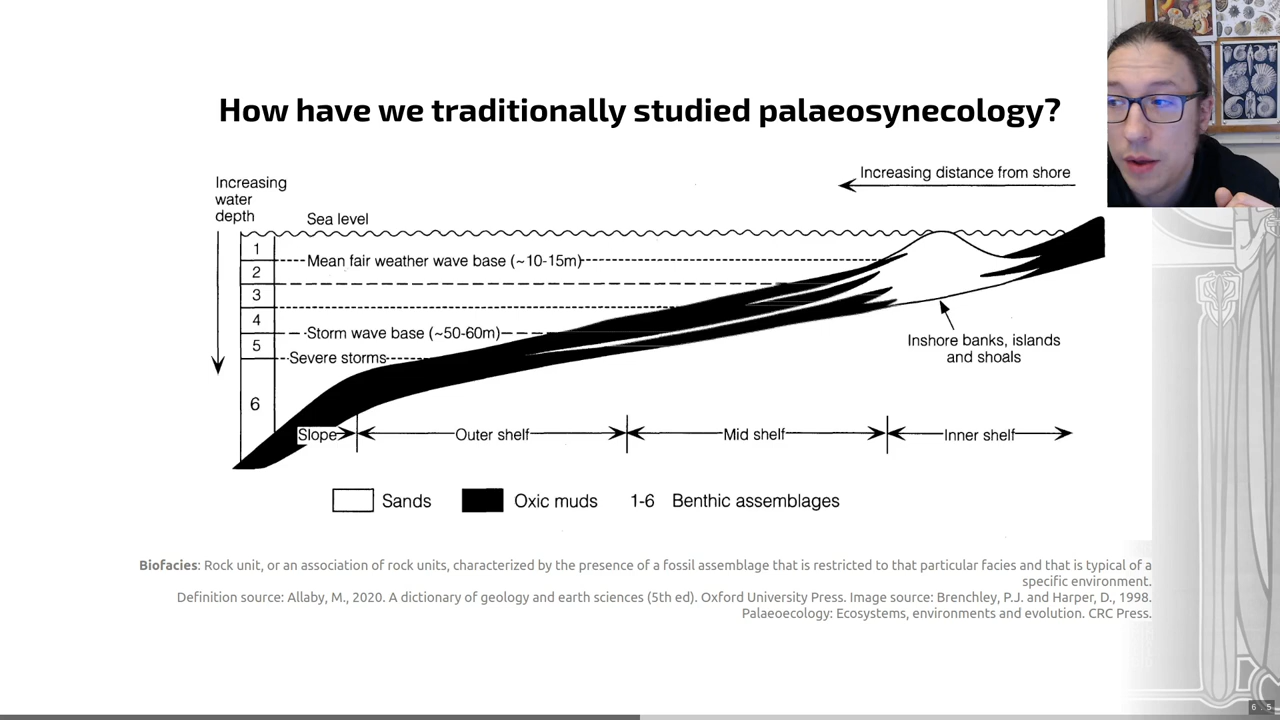 How have we traditionally studied palaeosynecology?
Increasing distance from shore
Increasing
water
depth
Sea level
1
Mean fair weather wave base (~10-15m)
2
3
4
Storm wave base (~50-60m)
5
Severe storms
Inshore banks, islands
and shoals
6
Slope
Outer shelf
Mid shelf
Inner shelf
Sands
Oxic muds
1-6 Benthic assemblages
Biofacies: Rock unit, or an association of rock units, characterized by the presence of a fossil assemblage that is restricted to that particular facies and that is typical of a
specific environment.
Definition source: Allaby, M., 2020. A dictionary of geology and earth sciences (5th ed). Oxford University Press. Image source: Brenchley, P.J. and Harper, D., 1998.
Palaeoecology: Ecosystems, environments and evolution. CRC Press.